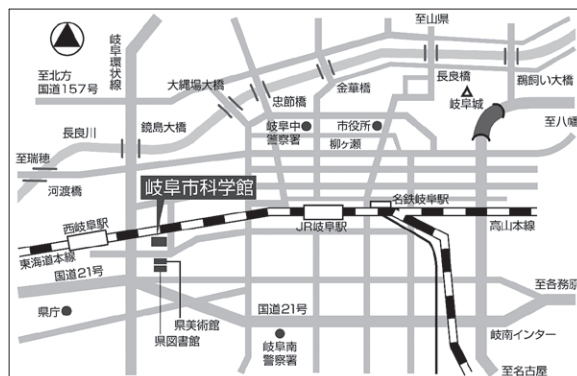 至山県
岐阜環状線
至北方
国道157号
大縄場大橋
忠節橋
金華橋
長良橋
鵜飼い大橋
岐阜城
至八幡
長良川
鏡島大橋
岐阜中
警察署
市役所
柳ヶ瀬
至瑞穂
河渡橋
岐阜市科学館
名鉄岐阜駅
西岐阜駅
JR岐阜駅
高山本線
東海道本線
国道21号
県庁
県美術館
県図書館
国道21号
岐阜南
警察署
至各務原
岐南インター
至名古屋